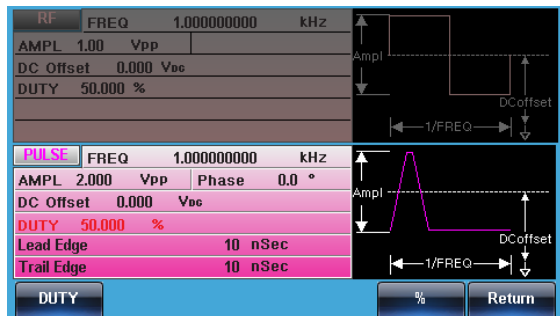 RF FREQ 1.000000000 kHz
AMPL 1.00 Vpp
DC Offset 0.000 VDC
DUTY 50.000 %
Ampl
DCoffset
1/FREQ
PULSE FREQ 1.000000000 kHz
AMPL 2.000 Vpp Phase 0.0 °
DC Offset 0.000 VDC
DUTY 50.000 %
Lead Edge 10 nSec
Trail Edge 10 nSec
Ampl
DCoffset
1/FREQ
DUTY % Return